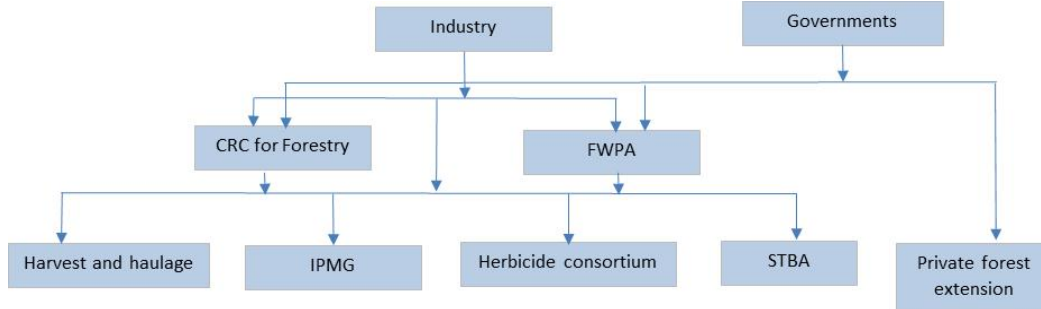 Industry
Governments
CRC for Forestry
FWPA
Harvest and haulage
IPMG
Herbicide consortium
STBA
Private forest
extension